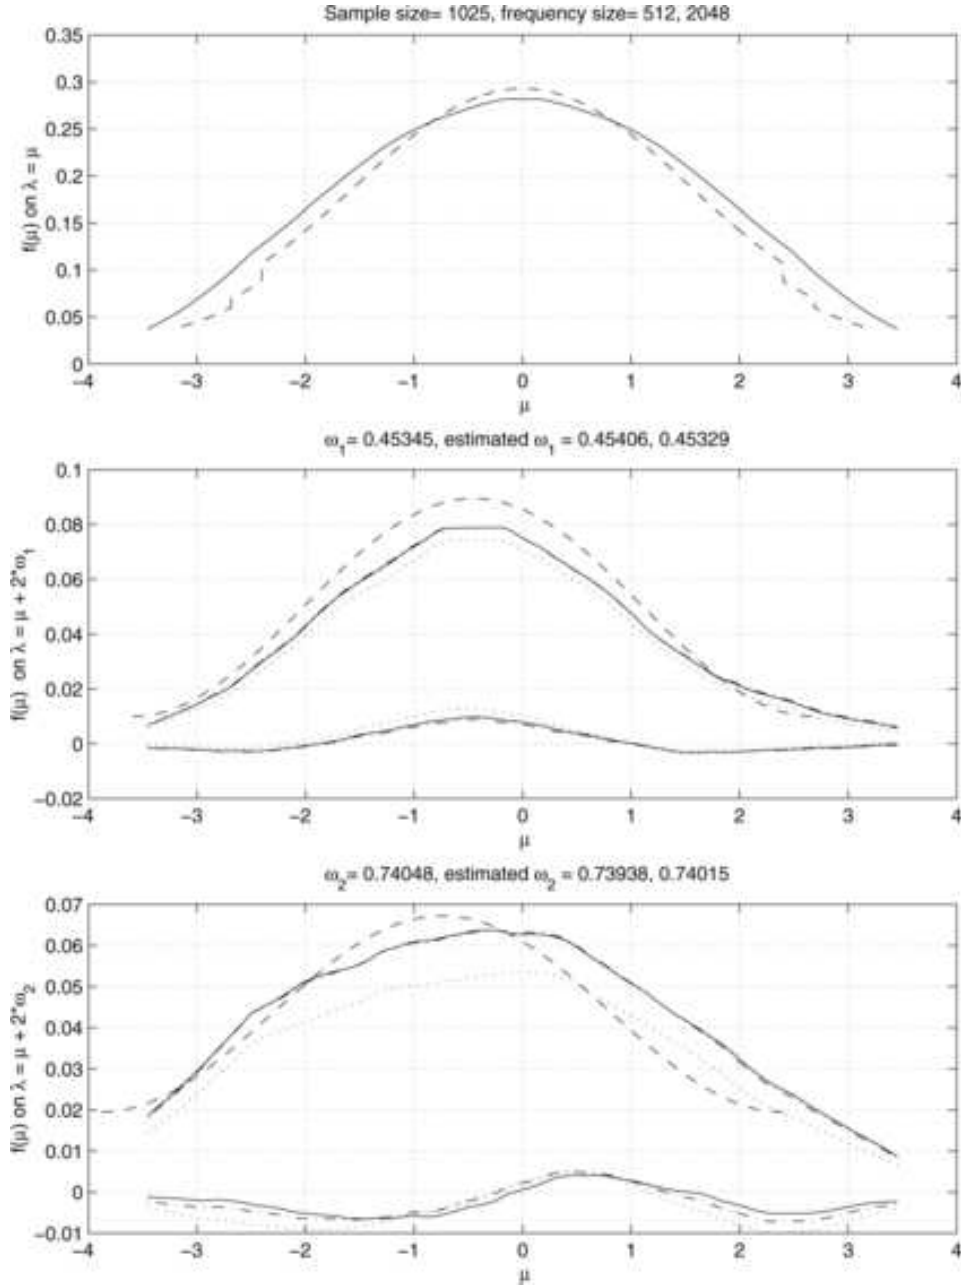 Sample size= 1025, frequency size= 512, 2048
0.35
0.3
0.25
0.2
0.15
0.1
0.05
0
f(μ) on λ = μ
−4 −3 −2 −1 0 1 2 3 4
μ
ω1= 0.45345, estimated ω1 = 0.45406, 0.45329
0.1
0.08
0.06
0.04
0.02
0
−0.02
f(μ) on λ = μ + 2*ω1
−4 −3 −2 −1 0 1 2 3 4
μ
ω2= 0.74048, estimated ω2 = 0.73938, 0.74015
0.07
0.06
0.05
0.04
0.03
0.02
0.01
0
−0.01
f(μ) on λ = μ + 2*ω2
−4 −3 −2 −1 0 1 2 3 4
μ